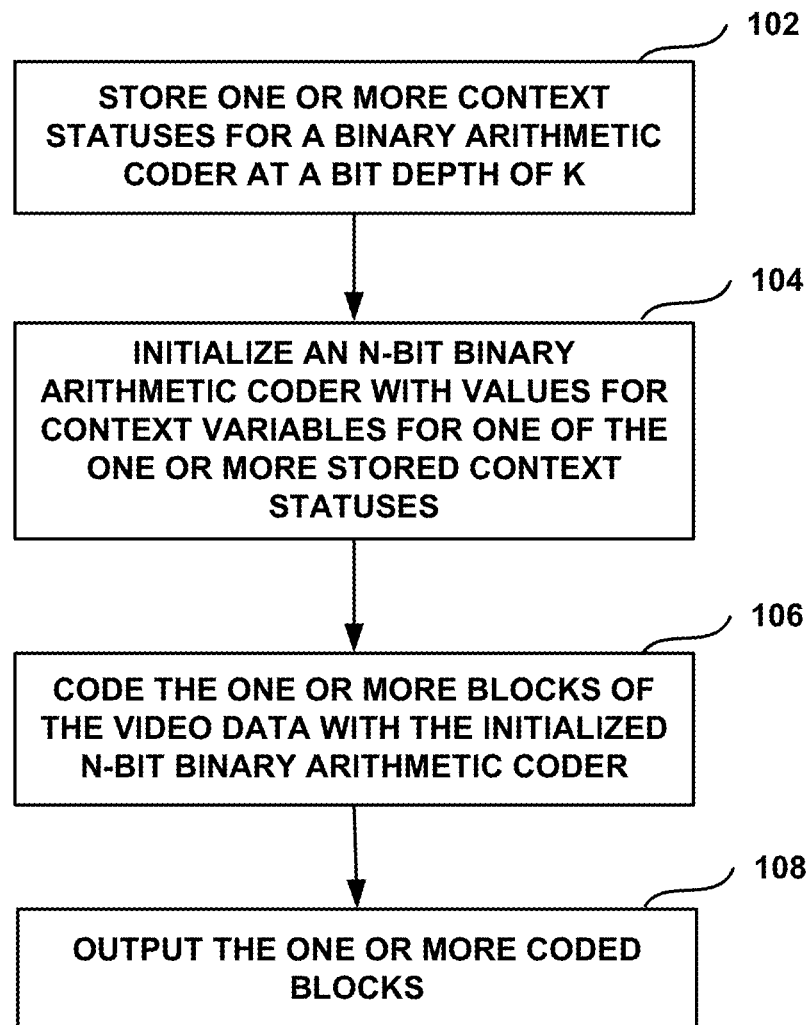 102
STORE ONE OR MORE CONTEXT
STATUSES FOR A BINARY ARITHMETIC
CODER AT A BIT DEPTH OF K
104
INITIALIZE AN N-BIT BINARY
ARITHMETIC CODER WITH VALUES FOR
CONTEXT VARIABLES FOR ONE OF THE
ONE OR MORE STORED CONTEXT
STATUSES
106
CODE THE ONE OR MORE BLOCKS OF
THE VIDEO DATA WITH THE INITIALIZED
N-BIT BINARY ARITHMETIC CODER
108
OUTPUT THE ONE OR MORE CODED
BLOCKS